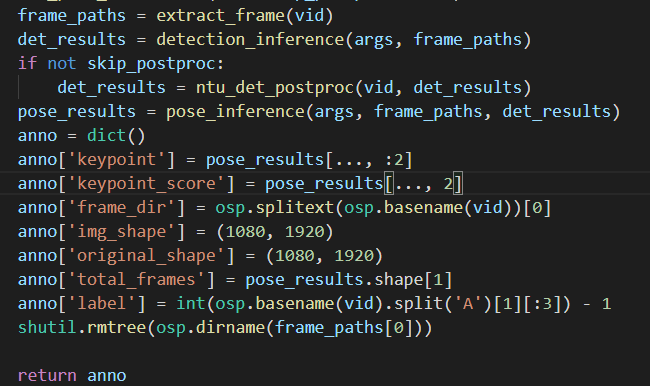 frame_paths = extract_frame(vid)
det_results = detection_inference(args, frame_paths)
if not skip_postproc:
    det_results = ntu_det_postproc(vid, det_results)
pose_results = pose_inference(args, frame_paths, det_results)
anno = dict()
anno['keypoint'] = pose_results[..., :2]
anno['keypoint_score'] = pose_results[..., 2]
anno['frame_dir'] = osp.splitext(osp.basename(vid))[0]
anno['img_shape'] = (1080, 1920)
anno['original_shape'] = (1080, 1920)
anno['total_frames'] = pose_results.shape[1]
anno['label'] = int(osp.basename(vid).split('A')[1][:3]) - 1
shutil.rmtree(osp.dirname(frame_paths[0]))

return anno